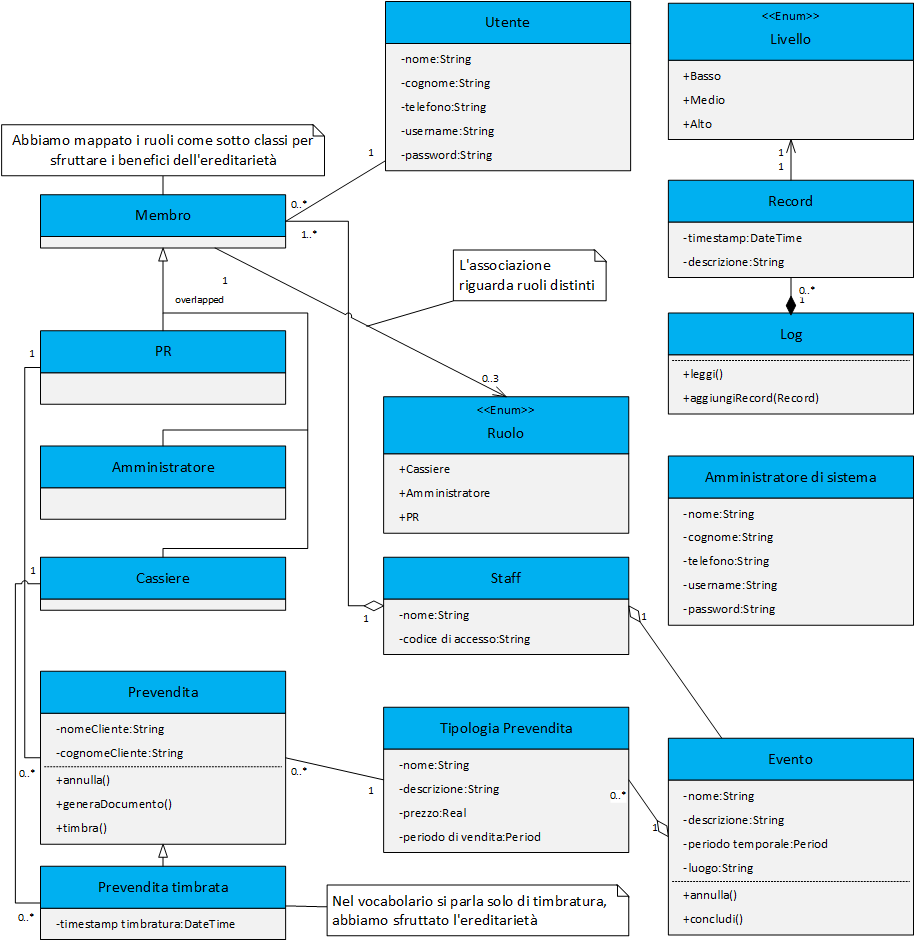 Utente
-nome:String
-cognome:String
-telefono:String
-username:String
-password:String
<<Enum>>
Livello
+Basso
+Medio
+Alto
Abbiamo mappato i ruoli come sotto classi per
sfruttare i benefici dell'ereditarietà
1
1
1
0..*
1..*
Membro
Record
-timestamp:DateTime
-descrizione:String
L'associazione
riguarda ruoli distinti
1
overlapped
0..*
1
Log
+leggi()
+aggiungiRecord(Record)
1
PR
0..3
<<Enum>>
Ruolo
+Cassiere
+Amministratore
+PR
Amministratore
Amministratore di sistema
-nome:String
-cognome:String
-telefono:String
-username:String
-password:String
1
Cassiere
Staff
-nome:String
-codice di accesso:String
1
1
Prevendita
-nomeCliente:String
-cognomeCliente:String
+annulla()
+generaDocumento()
+timbra()
0..*
0..*
1
Tipologia Prevendita
-nome:String
-descrizione:String
-prezzo:Real
-periodo di vendita:Period
0..*
1
Evento
-nome:String
-descrizione:String
-periodo temporale:Period
-luogo:String
+annulla()
+concludi()
Prevendita timbrata
-timestamp timbratura:DateTime
0..*
Nel vocabolario si parla solo di timbratura,
abbiamo sfruttato l'ereditarietà